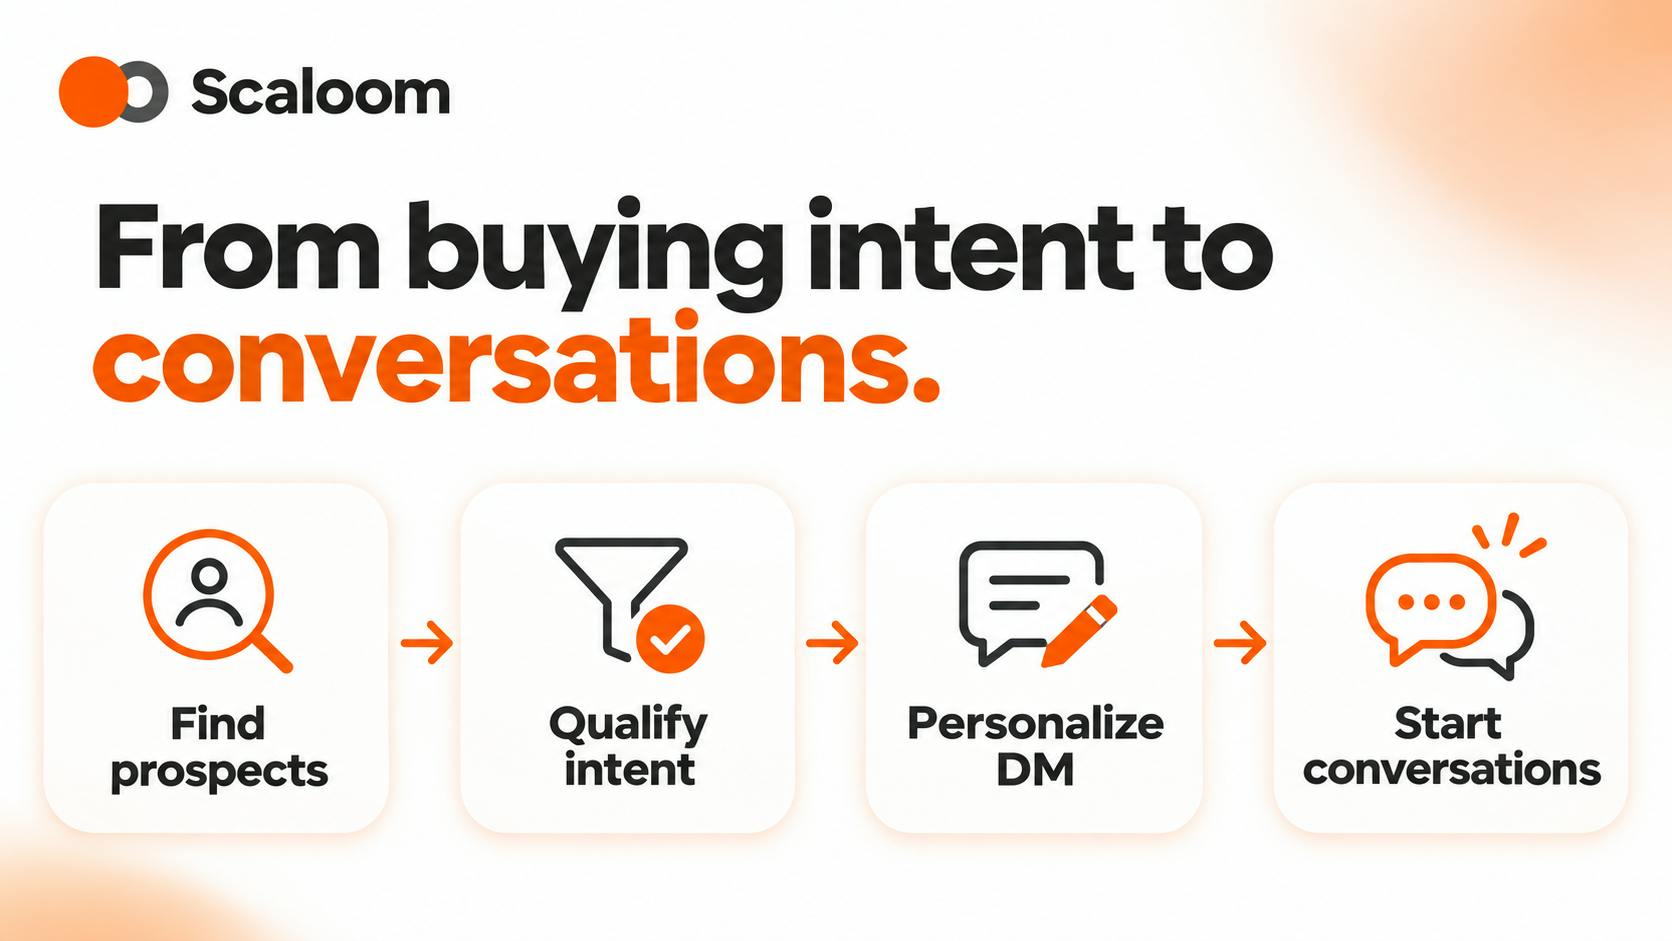 Scaloom
From buying intent to
conversations.
Find
prospects
Qualify
intent
Personalize
DM
Start
conversations